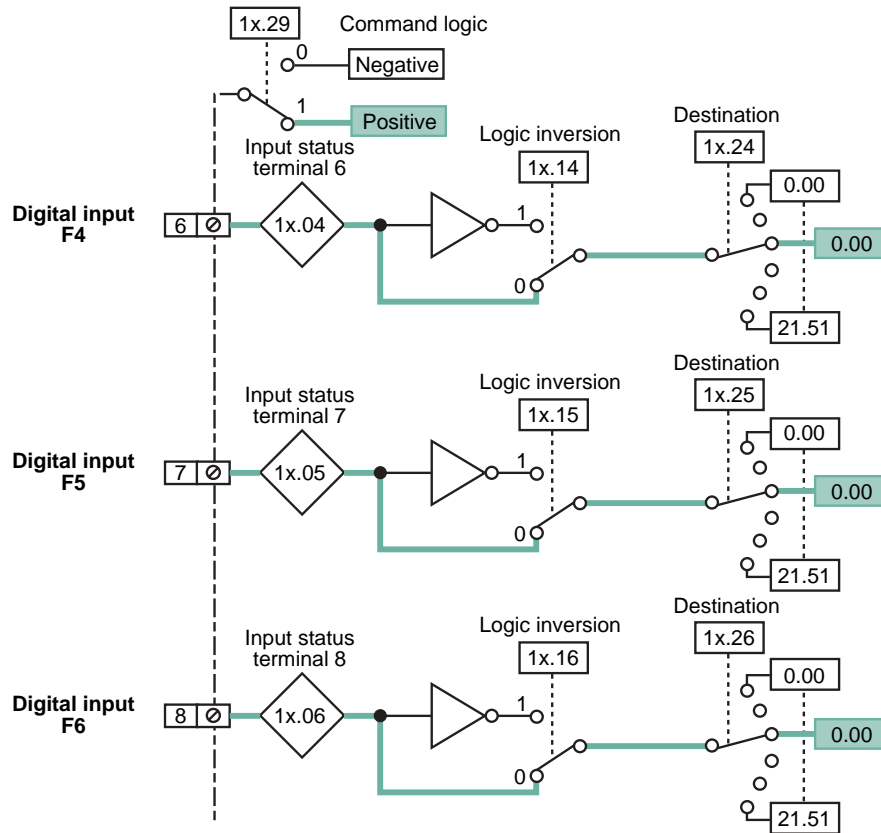 1x.29
Command logic
0
Negative
1
Positive
Input status
terminal 6
Logic inversion
Destination
1x.14
1x.24
0.00
Digital input
F4
6
1x.04
1
0
0.00
21.51
Input status
terminal 7
Logic inversion
Destination
1x.15
1x.25
0.00
Digital input
F5
7
1x.05
1
0
0.00
21.51
Input status
terminal 8
Logic inversion
Destination
1x.16
1x.26
0.00
Digital input
F6
8
1x.06
1
0
0.00
21.51